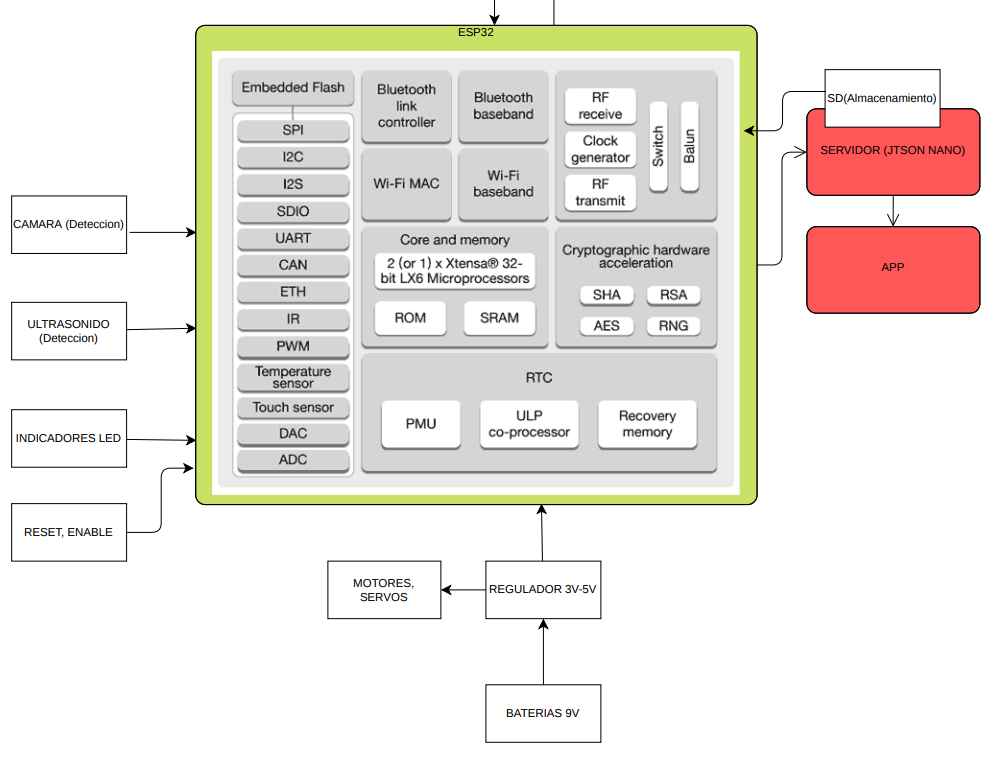 ESP32
Embedded Flash
SPI
I2C
I2S
SDIO
UART
CAN
ETH
IR
PWM
Temperature
sensor
Touch sensor
DAC
ADC
Bluetooth
link
controller
Bluetooth
baseband
Wi-Fi MAC
Wi-Fi
baseband
RF
receive
Clock
generator
RF
transmit
Switch
Balun
Core and memory
2 (or 1) x Xtensa® 32-
bit LX6 Microprocessors
ROM
SRAM
Cryptographic hardware
acceleration
SHA
RSA
AES
RNG
RTC
PMU
ULP
co-processor
Recovery
memory
CAMARA (Deteccion)
ULTRASONIDO
(Deteccion)
INDICADORES LED
RESET, ENABLE
SD(Almacenamiento)
SERVIDOR (JTSON NANO)
APP
MOTORES,
SERVOS
REGULADOR 3V-5V
BATERIAS 9V